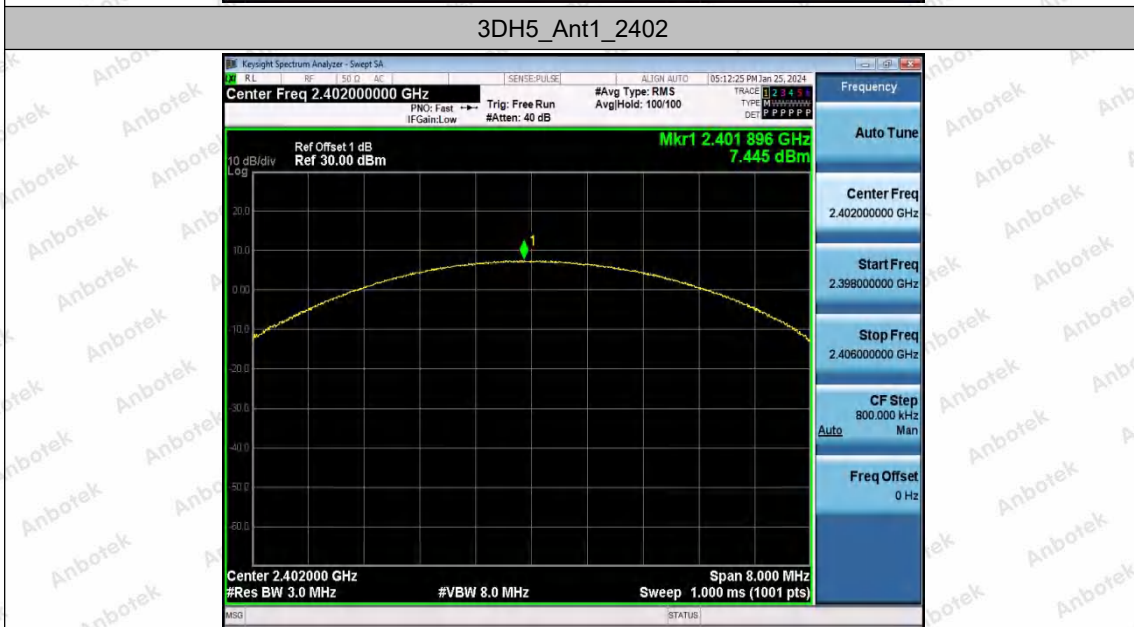 3DH5_Ant1_2402
Keysight Spectrum Analyzer - Swept SA
RL RF 50 Ω AC SENSE:PULSE ALIGN AUTO 05:12:25 PM Jan 25, 2024
Center Freq 2.402000000 GHz
PNO: Fast
IFGain:Low
Trig: Free Run
#Atten: 40 dB
#Avg Type: RMS
Avg|Hold: 100/100
TRACE 1 2 3 4 5 6
TYPE M W W W W W
DET P P P P P P
Ref Offset 1 dB
10 dB/div Ref 30.00 dBm
Log
Mkr1 2.401 896 GHz
7.445 dBm
20.0
10.0
0.00
-10.0
-20.0
-30.0
-40.0
-50.0
-60.0
1
Center 2.402000 GHz
Span 8.000 MHz
#Res BW 3.0 MHz
#VBW 8.0 MHz
Sweep 1.000 ms (1001 pts)
MSG
STATUS
Frequency
Auto Tune
Center Freq
2.402000000 GHz
Start Freq
2.398000000 GHz
Stop Freq
2.406000000 GHz
CF Step
800.000 kHz
Auto Man
Freq Offset
0 Hz
Anbotek